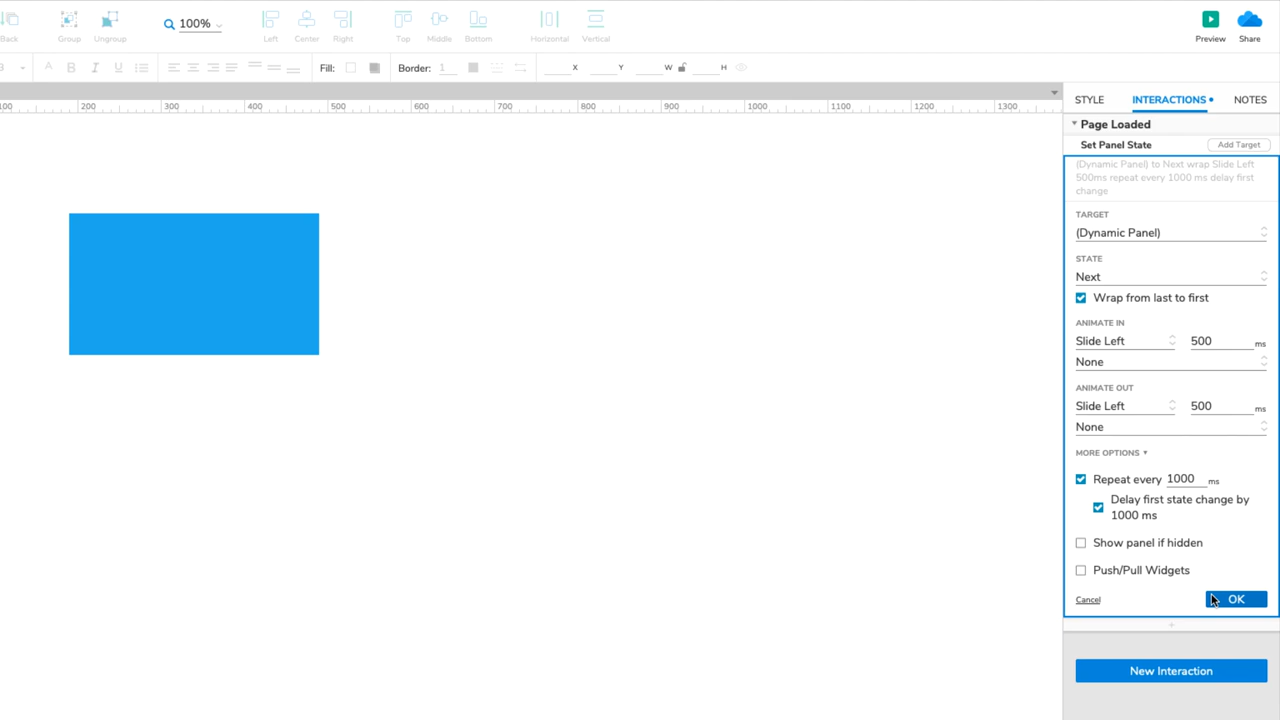 Back
Group
Ungroup
100%
Left
Center
Right
Top
Middle
Bottom
Horizontal
Vertical
Preview
Share
A B I U
Fill:
Border: 1
X
Y
W
H
200 300 400 500 600 700 800 900 1000 1100 1200 1300
STYLE
INTERACTIONS
NOTES
Page Loaded
Set Panel State
Add Target
(Dynamic Panel) to Next wrap Slide Left
500ms repeat every 1000 ms delay first
change
TARGET
(Dynamic Panel)
STATE
Next
Wrap from last to first
ANIMATE IN
Slide Left 500 ms
None
ANIMATE OUT
Slide Left 500 ms
None
MORE OPTIONS
Repeat every 1000 ms
Delay first state change by
1000 ms
Show panel if hidden
Push/Pull Widgets
Cancel
OK
+
New Interaction